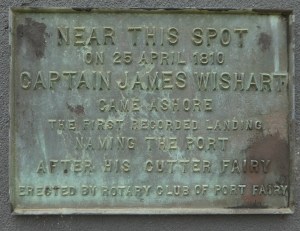 NEAR THIS SPOT
ON 25 APRIL 1810
CAPTAIN JAMES WISHART
CAME ASHORE
THE FIRST RECORDED LANDING
NAMING THE PORT
AFTER HIS CUTTER FAIRY
ERECTED BY ROTARY CLUB OF PORT FAIRY